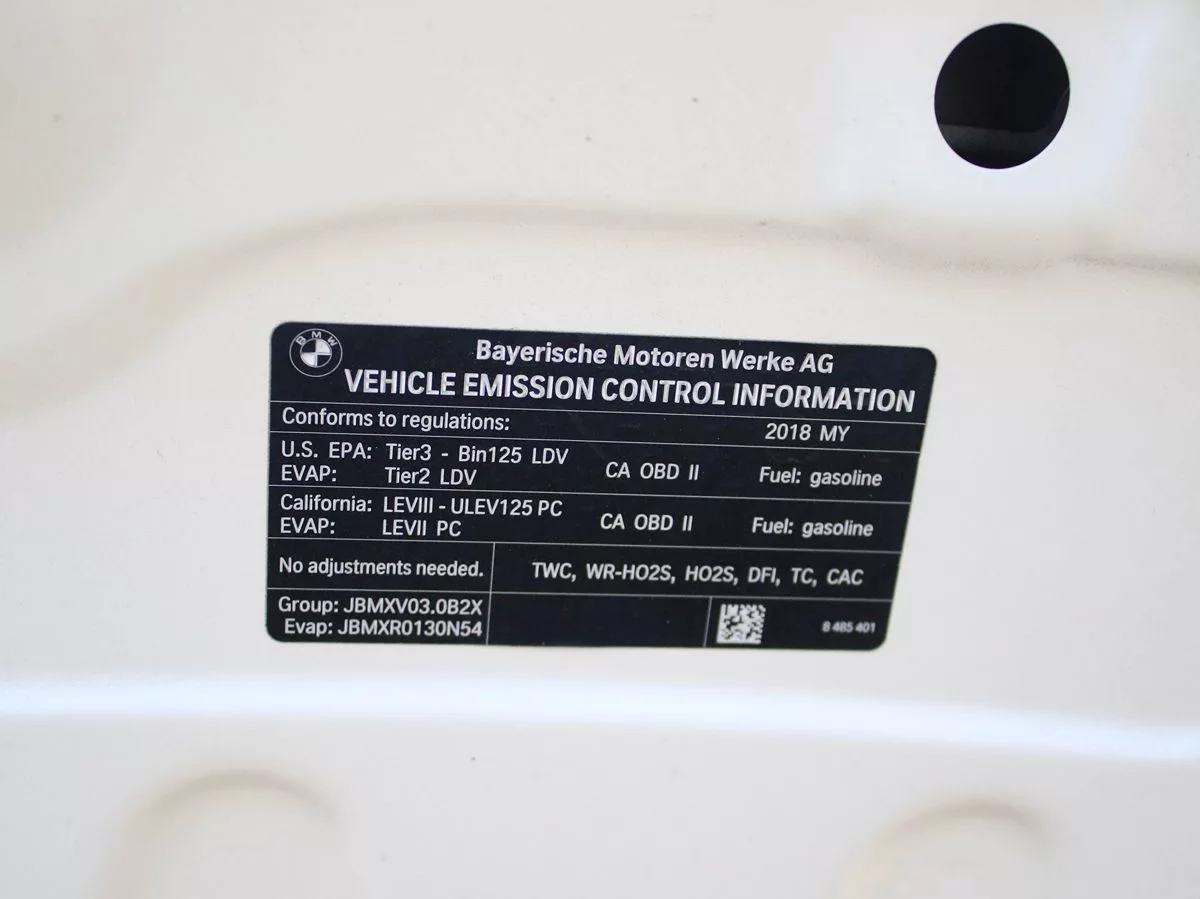 BMW
Bayerische Motoren Werke AG
VEHICLE EMISSION CONTROL INFORMATION
Conforms to regulations: 2018 MY
U.S. EPA: Tier3 - Bin125 LDV
EVAP: Tier2 LDV
CA OBD II Fuel: gasoline
California: LEVIII - ULEV125 PC
EVAP: LEVII PC
CA OBD II Fuel: gasoline
No adjustments needed. TWC, WR-HO2S, HO2S, DFI, TC, CAC
Group: JBMXV03.0B2X
Evap: JBMXR0130N54
8 485 401